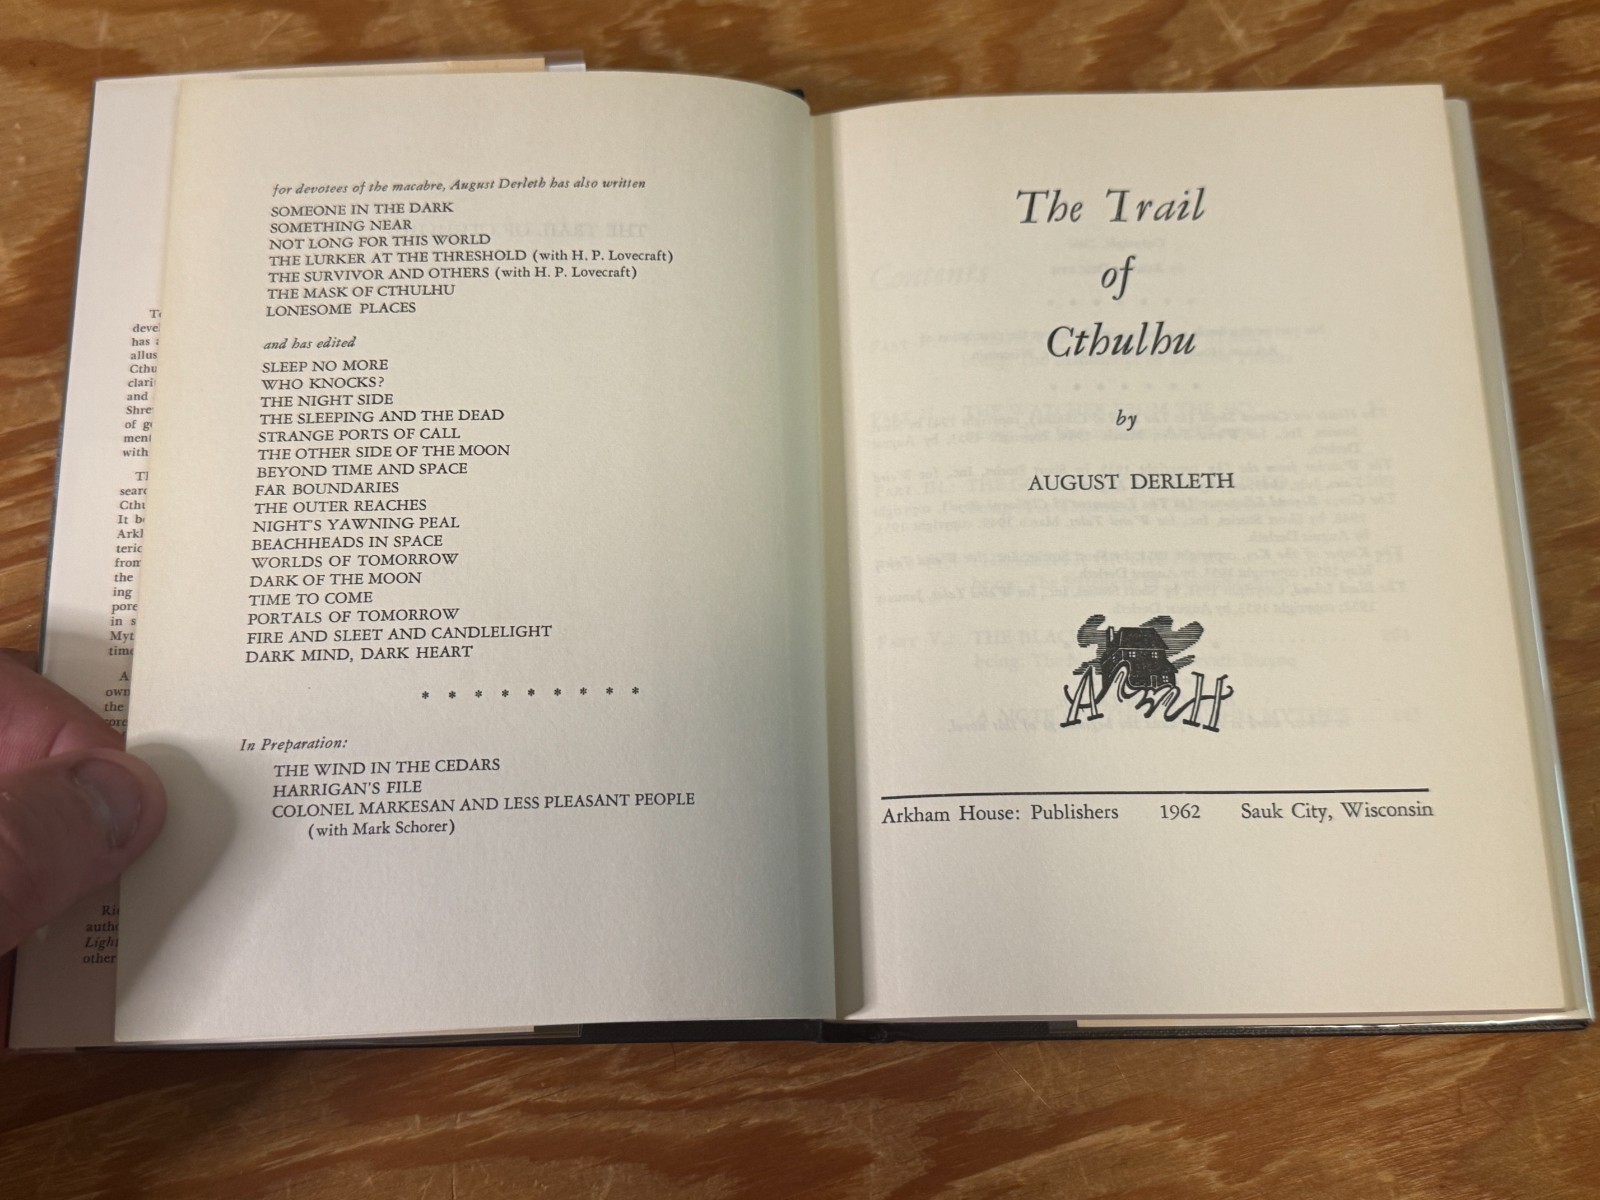 for devotees of the macabre, August Derleth has also written
SOMEONE IN THE DARK
SOMETHING NEAR
NOT LONG FOR THIS WORLD
THE LURKER AT THE THRESHOLD (with H. P. Lovecraft)
THE SURVIVOR AND OTHERS (with H. P. Lovecraft)
THE MASK OF CTHULHU
LONESOME PLACES
and has edited
SLEEP NO MORE
WHO KNOCKS?
THE NIGHT SIDE
THE SLEEPING AND THE DEAD
STRANGE PORTS OF CALL
THE OTHER SIDE OF THE MOON
BEYOND TIME AND SPACE
FAR BOUNDARIES
THE OUTER REACHES
NIGHT'S YAWNING PEAL
BEACHHEADS IN SPACE
WORLDS OF TOMORROW
DARK OF THE MOON
TIME TO COME
PORTALS OF TOMORROW
FIRE AND SLEET AND CANDLELIGHT
DARK MIND, DARK HEART
* * * * * * * * *
In Preparation:
THE WIND IN THE CEDARS
HARRIGAN'S FILE
COLONEL MARKESAN AND LESS PLEASANT PEOPLE
(with Mark Schorer)
The Trail
of
Cthulhu
by
AUGUST DERLETH
Arkham House: Publishers 1962 Sauk City, Wisconsin